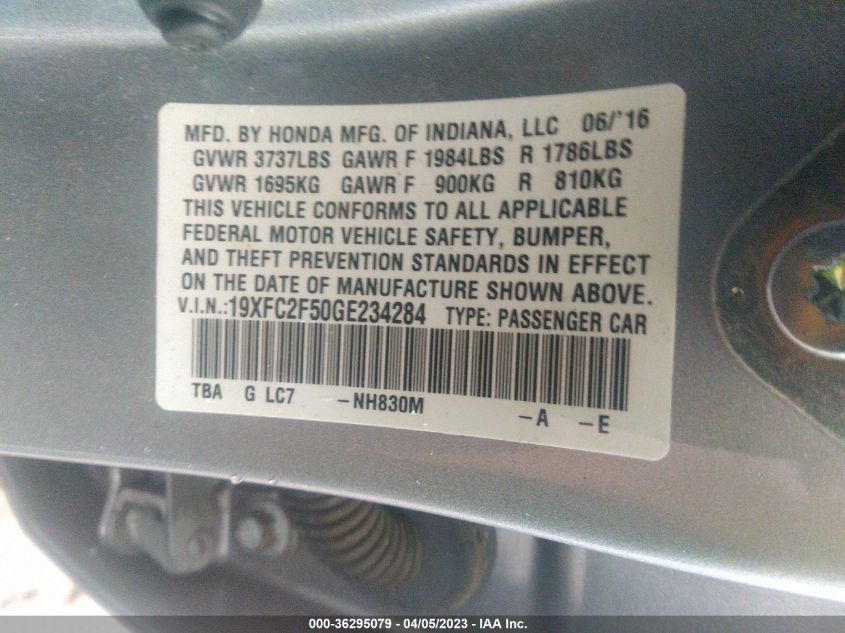 MFD. BY HONDA MFG. OF INDIANA, LLC 06/'16
GVWR 3737LBS GAWR F 1984LBS R 1786LBS
GVWR 1695KG GAWR F 900KG R 810KG
THIS VEHICLE CONFORMS TO ALL APPLICABLE
FEDERAL MOTOR VEHICLE SAFETY, BUMPER,
AND THEFT PREVENTION STANDARDS IN EFFECT
ON THE DATE OF MANUFACTURE SHOWN ABOVE.
V.I.N.:19XFC2F50GE234284 TYPE: PASSENGER CAR
TBA G LC7 -NH830M -A -E
000-36295079 - 04/05/2023 - IAA Inc.